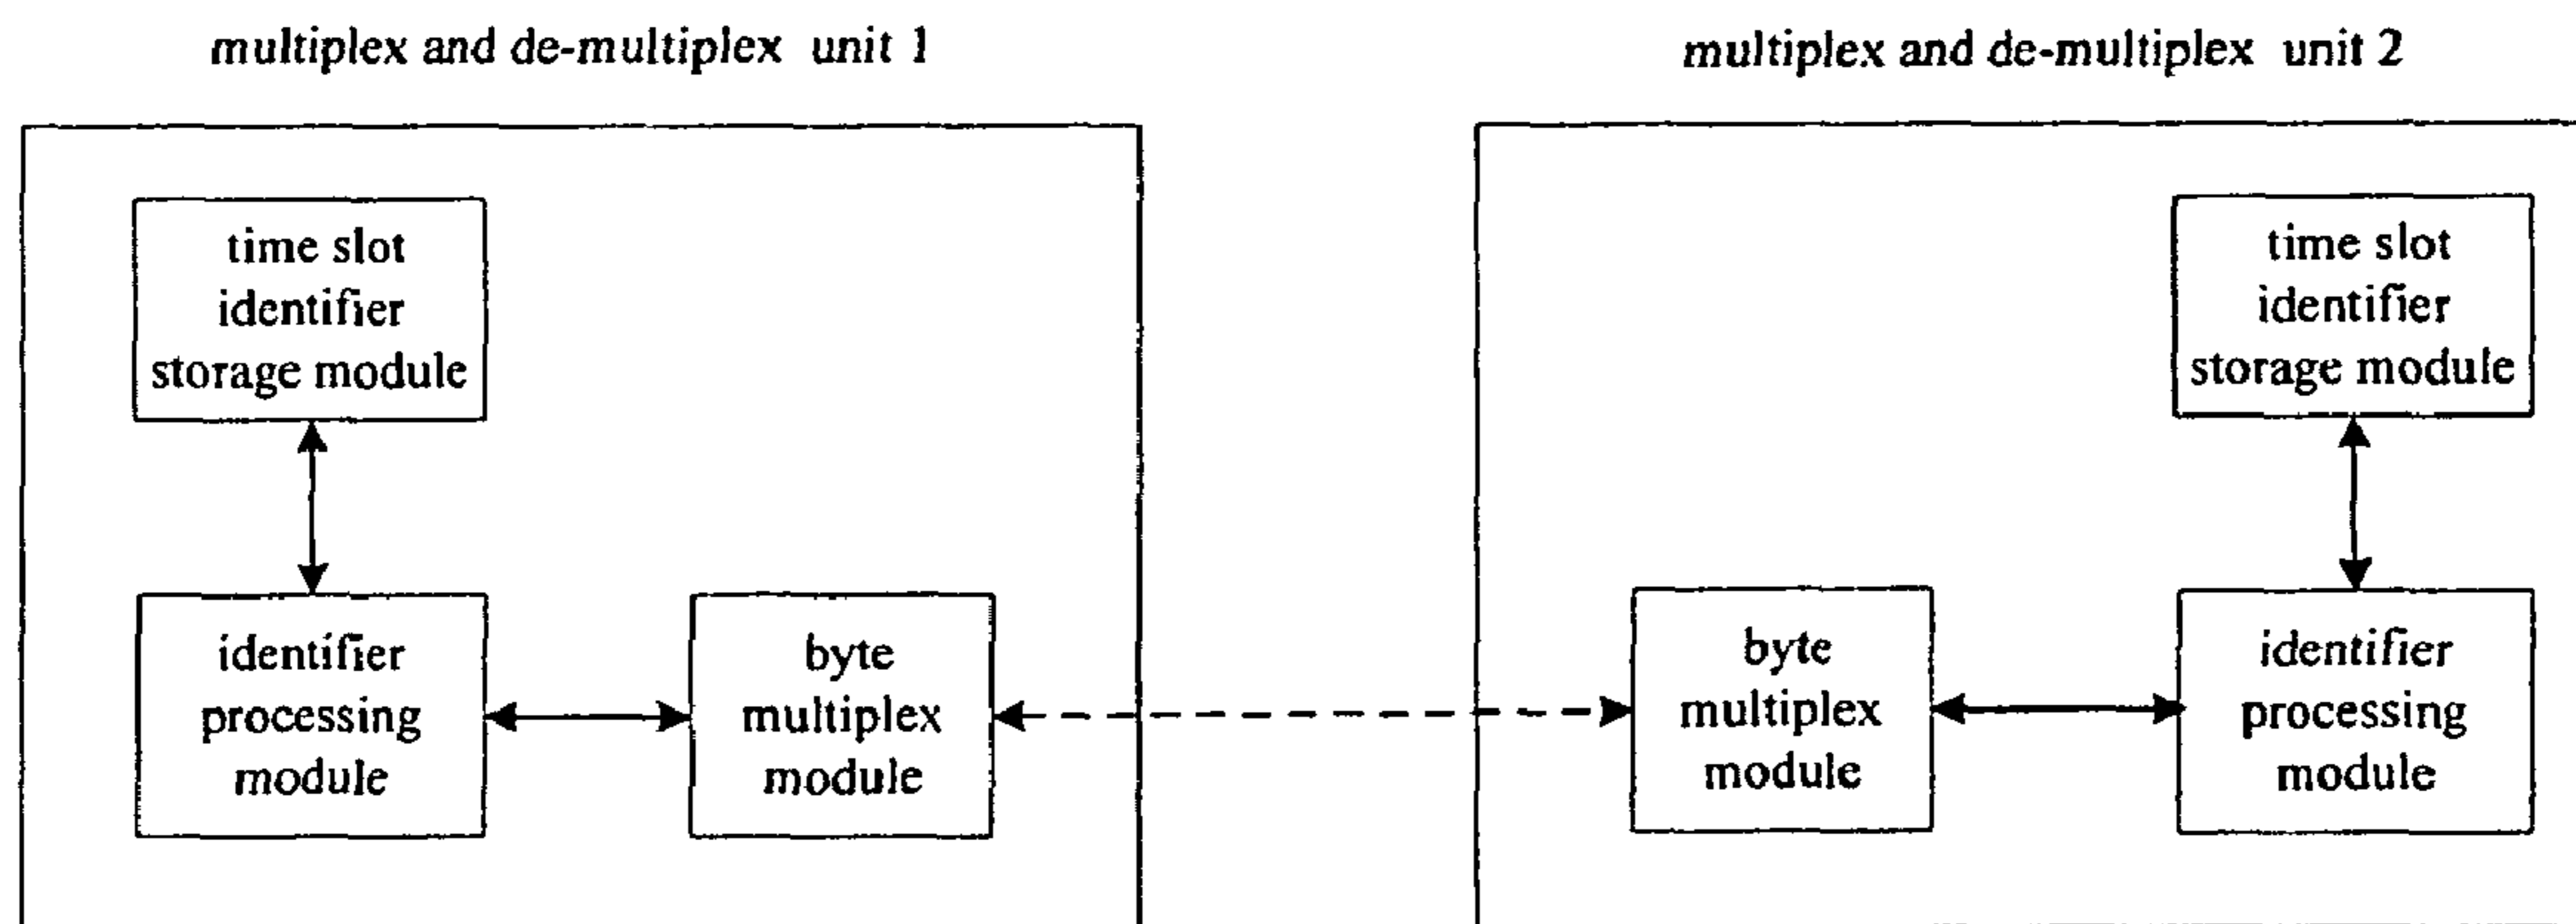 multiplex and de-multiplex unit 1
multiplex and de-multiplex unit 2
time slot
identifier
storage module
time slot
identifier
storage module
identifier
processing
module
byte
multiplex
module
byte
multiplex
module
identifier
processing
module